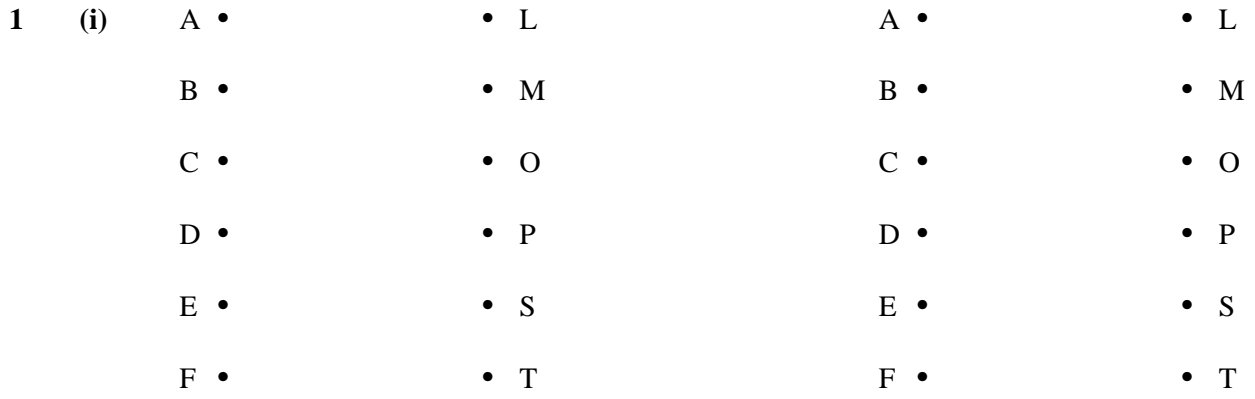 1 (i) A • • L A • • L
B • • M B • • M
C • • O C • • O
D • • P D • • P
E • • S E • • S
F • • T F • • T